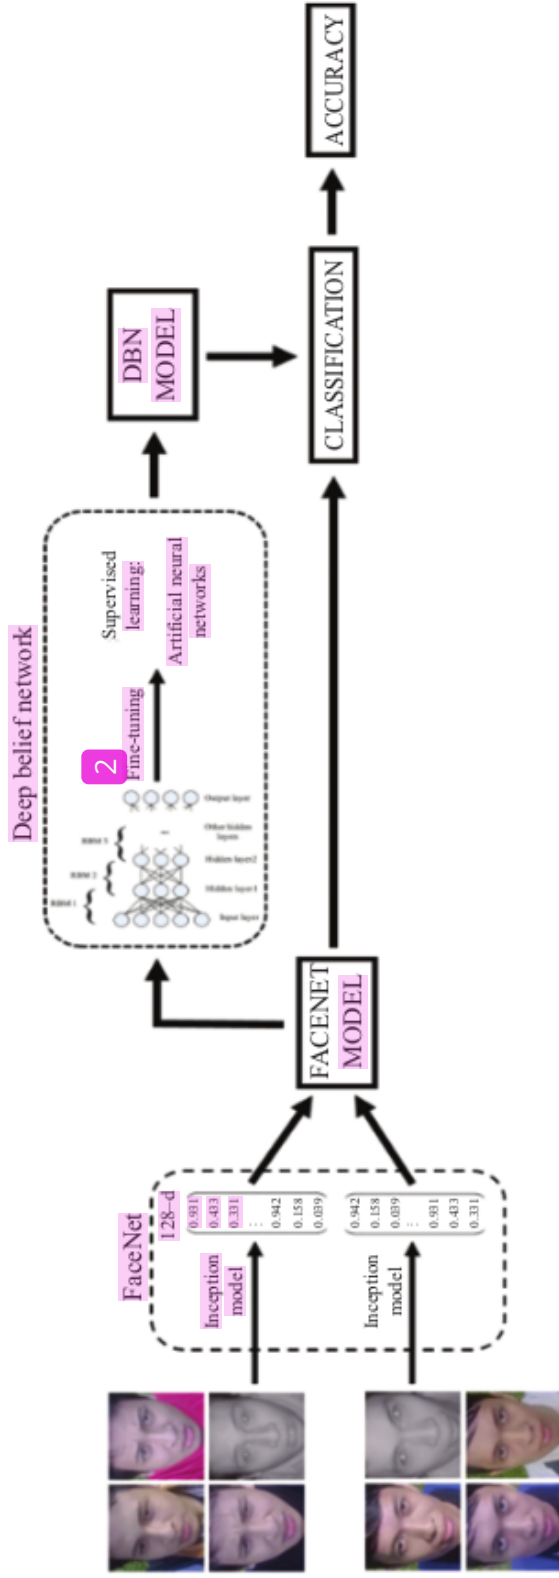 FaceNet
128-d
Inception
model
0.931
0.433
0.331
...
0.942
0.158
0.039
Inception
model
0.942
0.158
0.039
...
0.931
0.433
0.331
FACENET
MODEL
Deep belief network
RBM 1
RBM 2
RBM 3
Input layer
Hidden layer1
Hidden layer2
Other hidden
layers
...
Output layer
2
Fine-tuning
Supervised
learning:
Artificial neural
networks
DBN
MODEL
CLASSIFICATION
ACCURACY